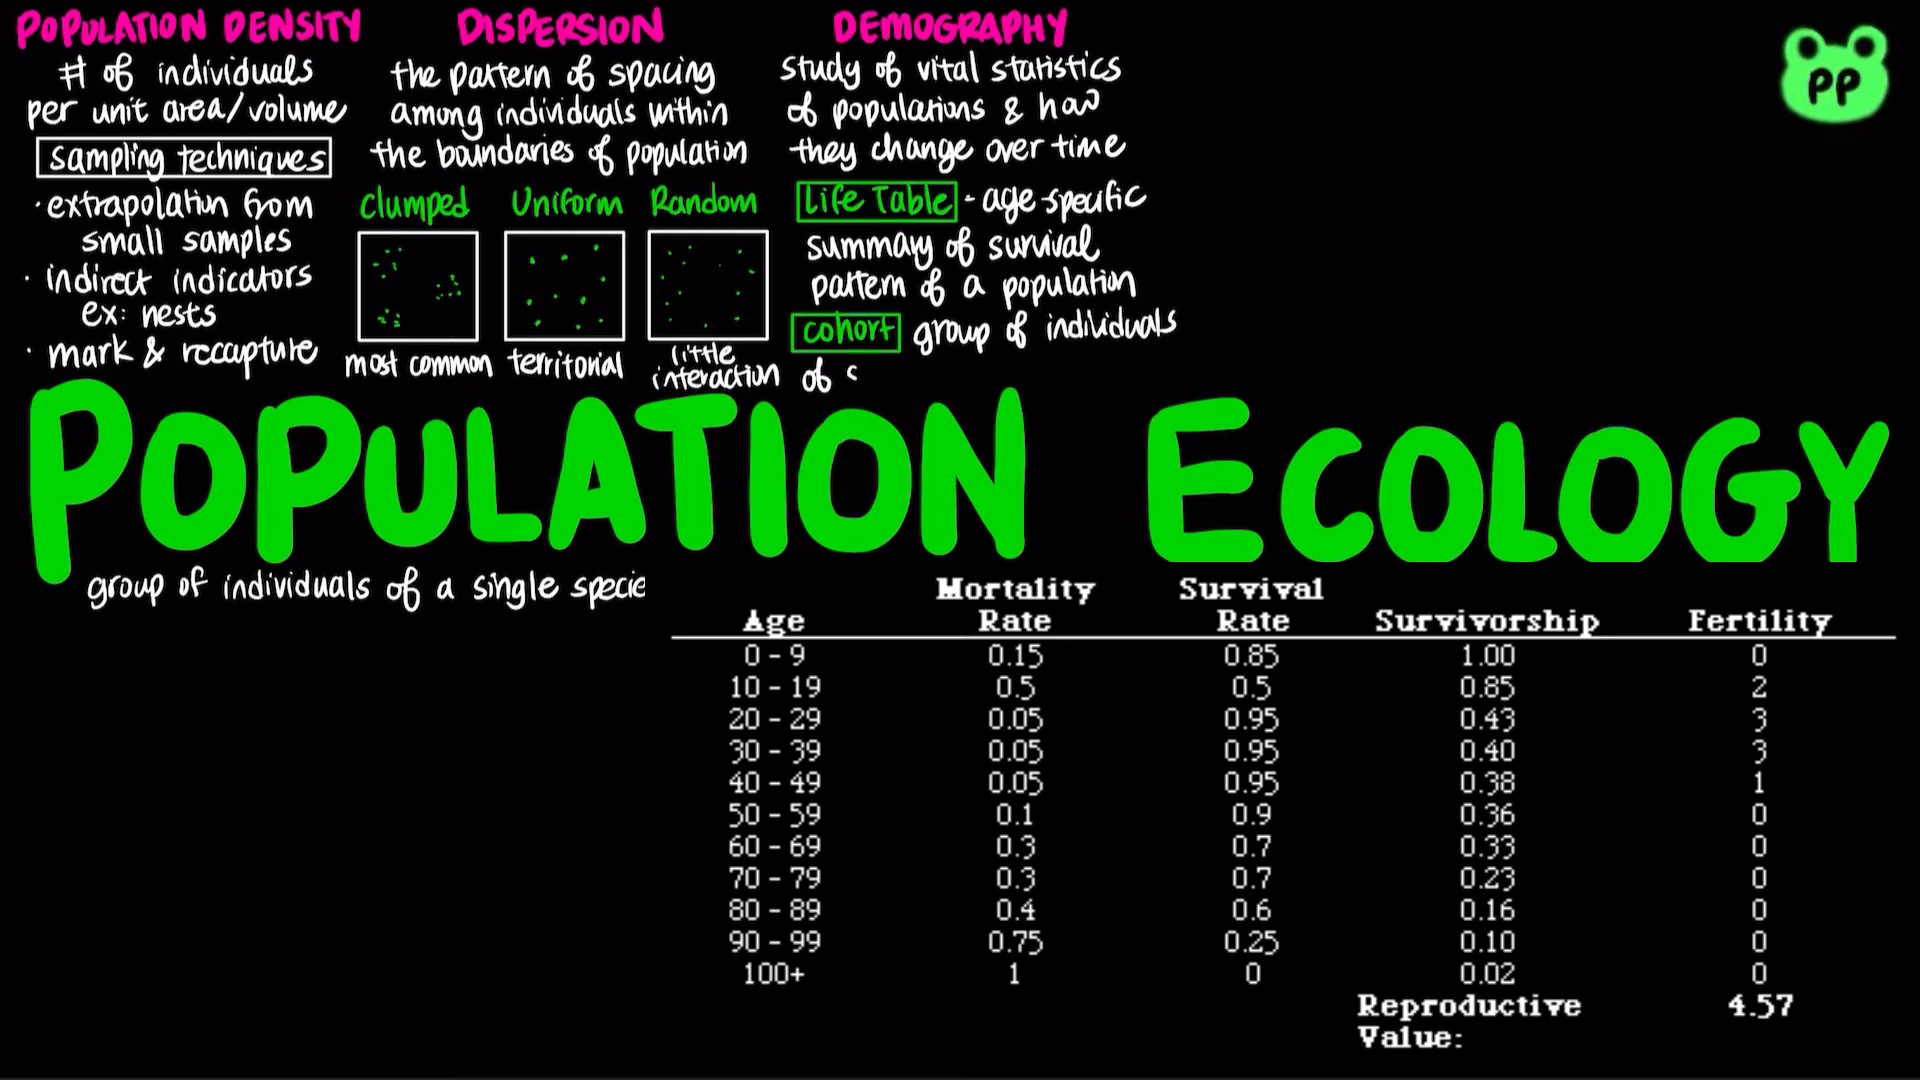 POPULATION DENSITY
# of individuals
per unit area/volume
sampling techniques
· extrapolation from
small samples
· indirect indicators
ex: nests
· mark & recapture
DISPERSION
the pattern of spacing
among individuals within
the boundaries of population
clumped Uniform Random
most common territorial little
interaction
DEMOGRAPHY
study of vital statistics
of populations & how
they change over time
Life Table - age-specific
summary of survival
pattern of a population
cohort group of individuals
of
PP
POPULATION ECOLOGY
group of individuals of a single specie
Mortality Survival
Age Rate Rate Survivorship Fertility
0 - 9 0.15 0.85 1.00 0
10 - 19 0.5 0.5 0.85 2
20 - 29 0.05 0.95 0.43 3
30 - 39 0.05 0.95 0.40 3
40 - 49 0.05 0.95 0.38 1
50 - 59 0.1 0.9 0.36 0
60 - 69 0.3 0.7 0.33 0
70 - 79 0.3 0.7 0.23 0
80 - 89 0.4 0.6 0.16 0
90 - 99 0.75 0.25 0.10 0
100+ 1 0 0.02 0
Reproductive 4.57
Value: